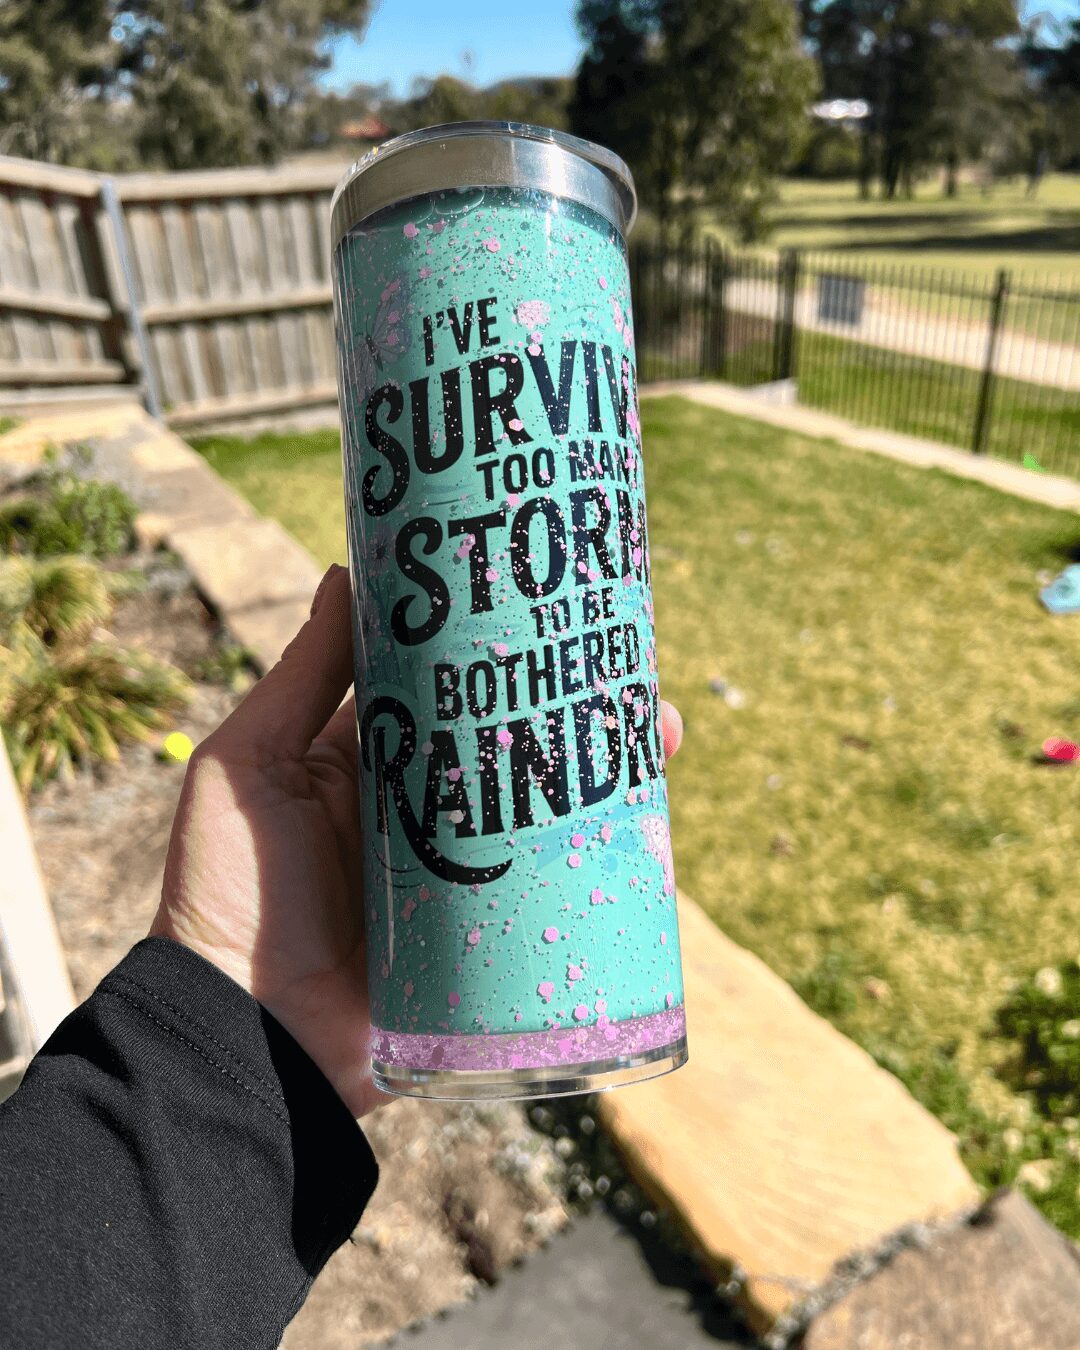 I'VE
SURVIV
TOO MAN
STORM
TO BE
BOTHERED
RAINDR